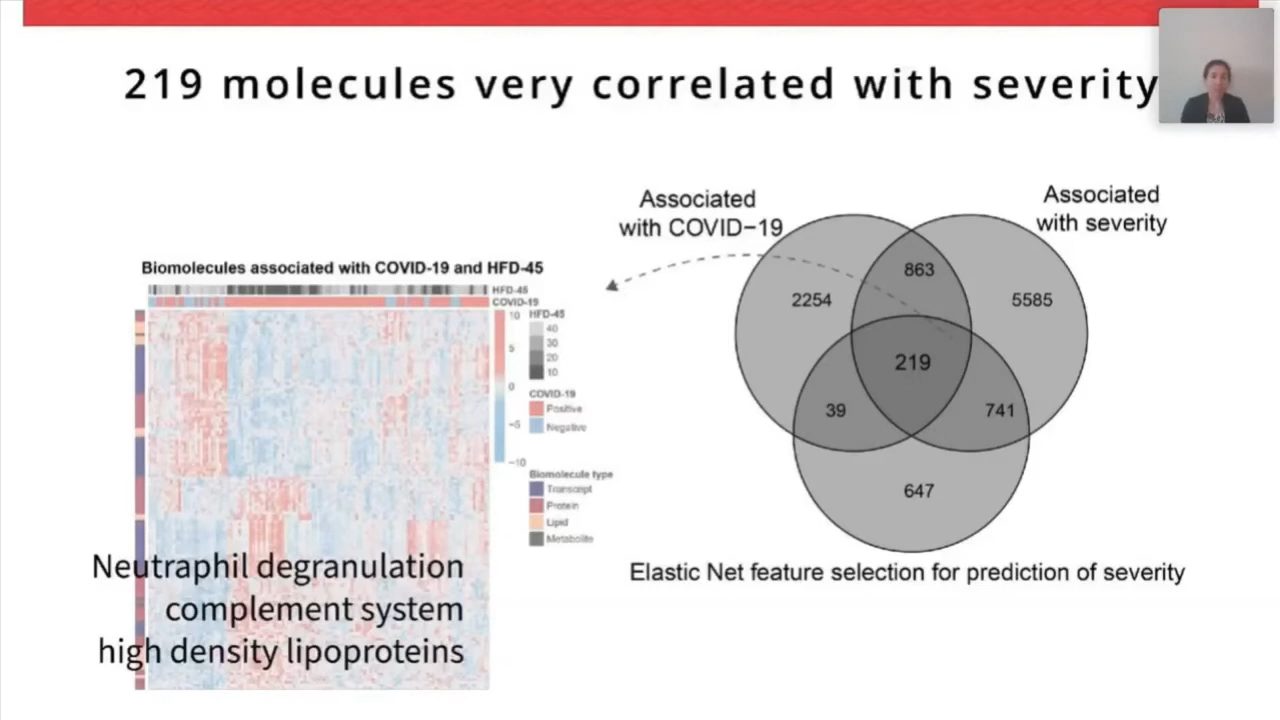 219 molecules very correlated with severity
Associated
with COVID-19
Associated
with severity
863
2254
5585
219
39
741
647
Elastic Net feature selection for prediction of severity
Biomolecules associated with COVID-19 and HFD-45
HFD-45
COVID-19
10
5
0
-5
-10
HFD-45
40
30
20
10
COVID-19
Positive
Negative
Biomolecule type
Transcript
Protein
Lipid
Metabolite
Neutraphil degranulation
complement system
high density lipoproteins